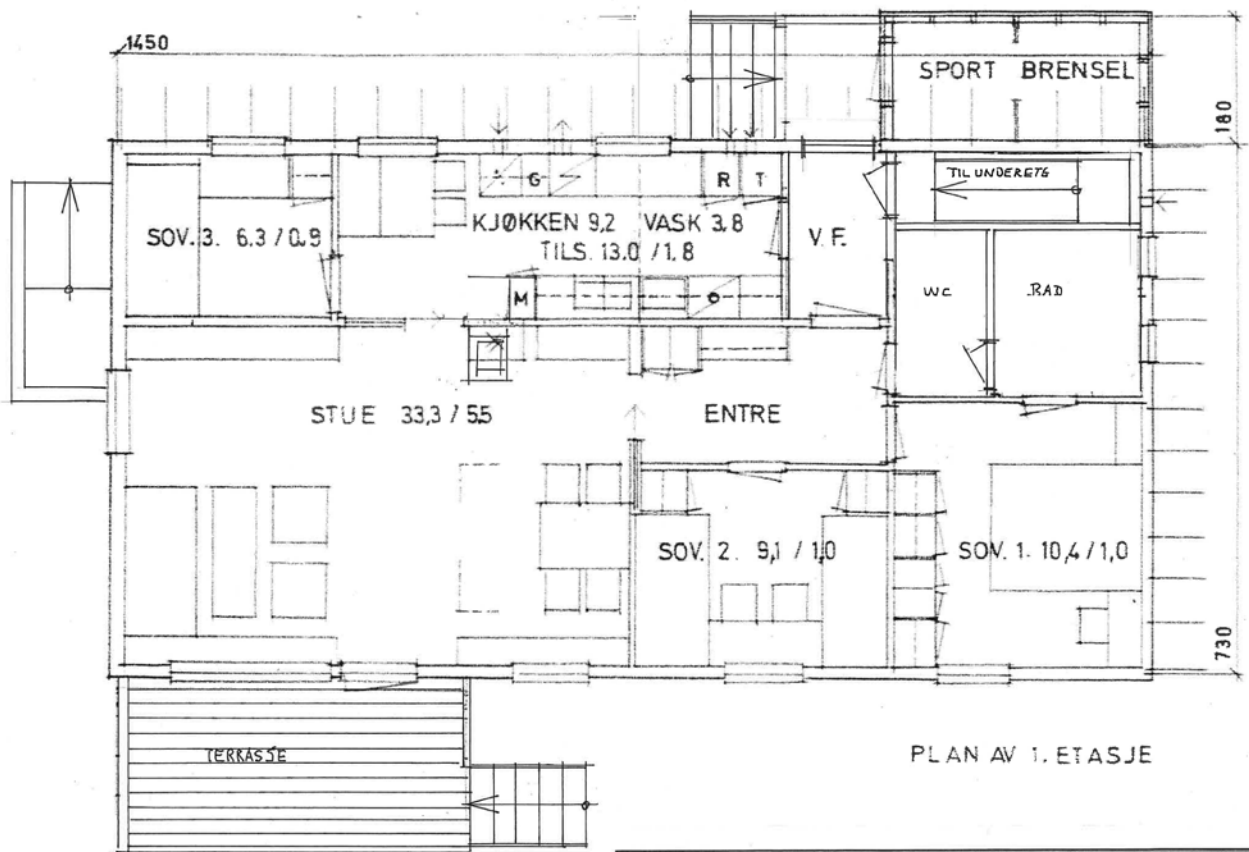 1450
SPORT BRENSEL
180
TIL UNDERETG
G
R T
KJØKKEN 9,2 VASK 3,8
TILS. 13.0 / 1,8
SOV. 3. 6.3 / 0,9
V. F.
WC
BAD
M
STUE 33,3 / 5,5
ENTRE
SOV. 2. 9,1 / 1,0
SOV. 1. 10,4 / 1,0
730
TERRASSE
PLAN AV 1. ETASJE